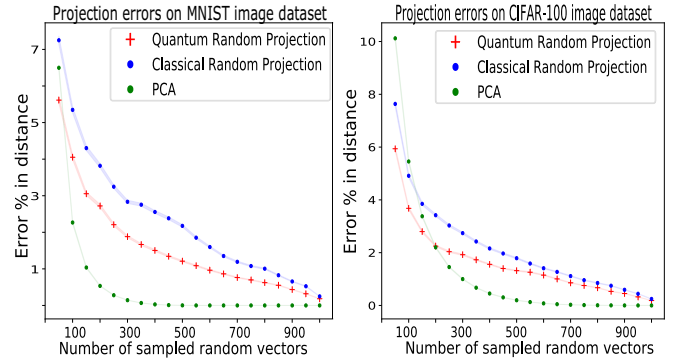 Projection errors on MNIST image dataset
Error % in distance
7
5
3
1
Quantum Random Projection
Classical Random Projection
PCA
100 300 500 700 900
Number of sampled random vectors
Projection errors on CIFAR-100 image dataset
Error % in distance
10
8
6
4
2
0
Quantum Random Projection
Classical Random Projection
PCA
100 300 500 700 900
Number of sampled random vectors